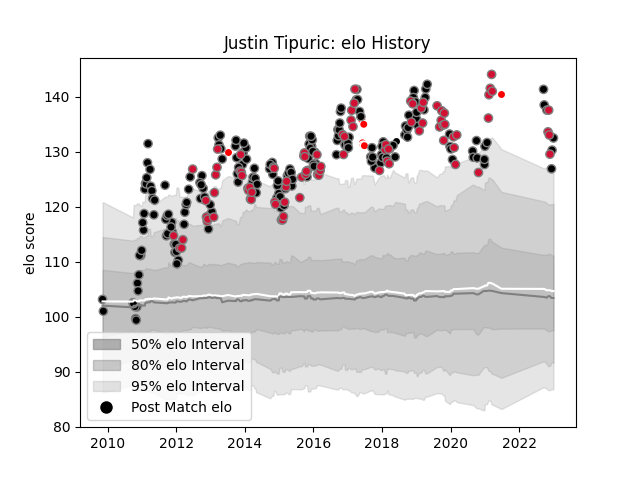 Justin Tipuric: elo History
elo score
140
130
120
110
100
90
80
50% elo Interval
80% elo Interval
95% elo Interval
Post Match elo
2010 2012 2014 2016 2018 2020 2022